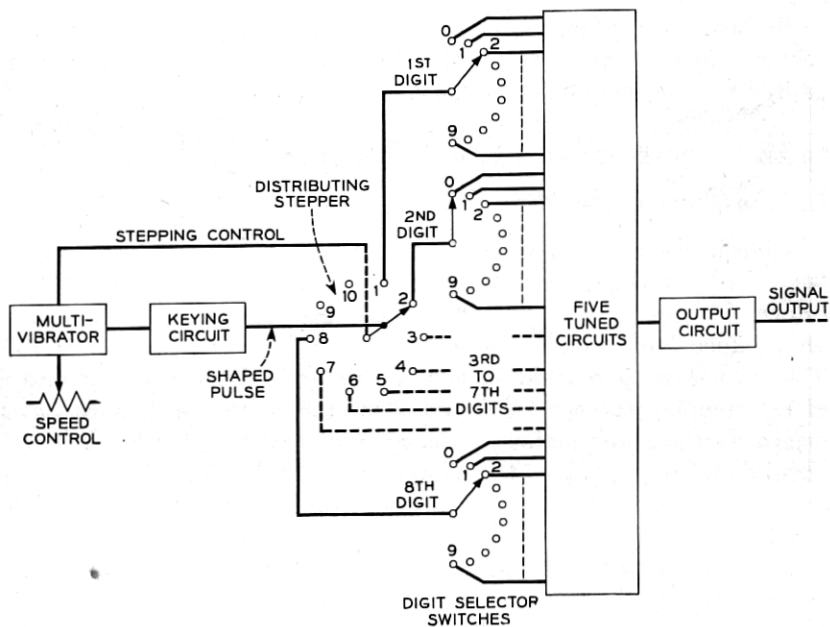 0
1
2
1ST
DIGIT
9
DISTRIBUTING
STEPPER
0
1
2
2ND
DIGIT
STEPPING CONTROL
9
10
1
2
9
MULTI-
VIBRATOR
KEYING
CIRCUIT
8
3
FIVE
TUNED
CIRCUITS
OUTPUT
CIRCUIT
SIGNAL
OUTPUT
SHAPED
PULSE
7
6
5
4
3RD
TO
7TH
DIGITS
SPEED
CONTROL
0
1
2
8TH
DIGIT
9
DIGIT SELECTOR
SWITCHES